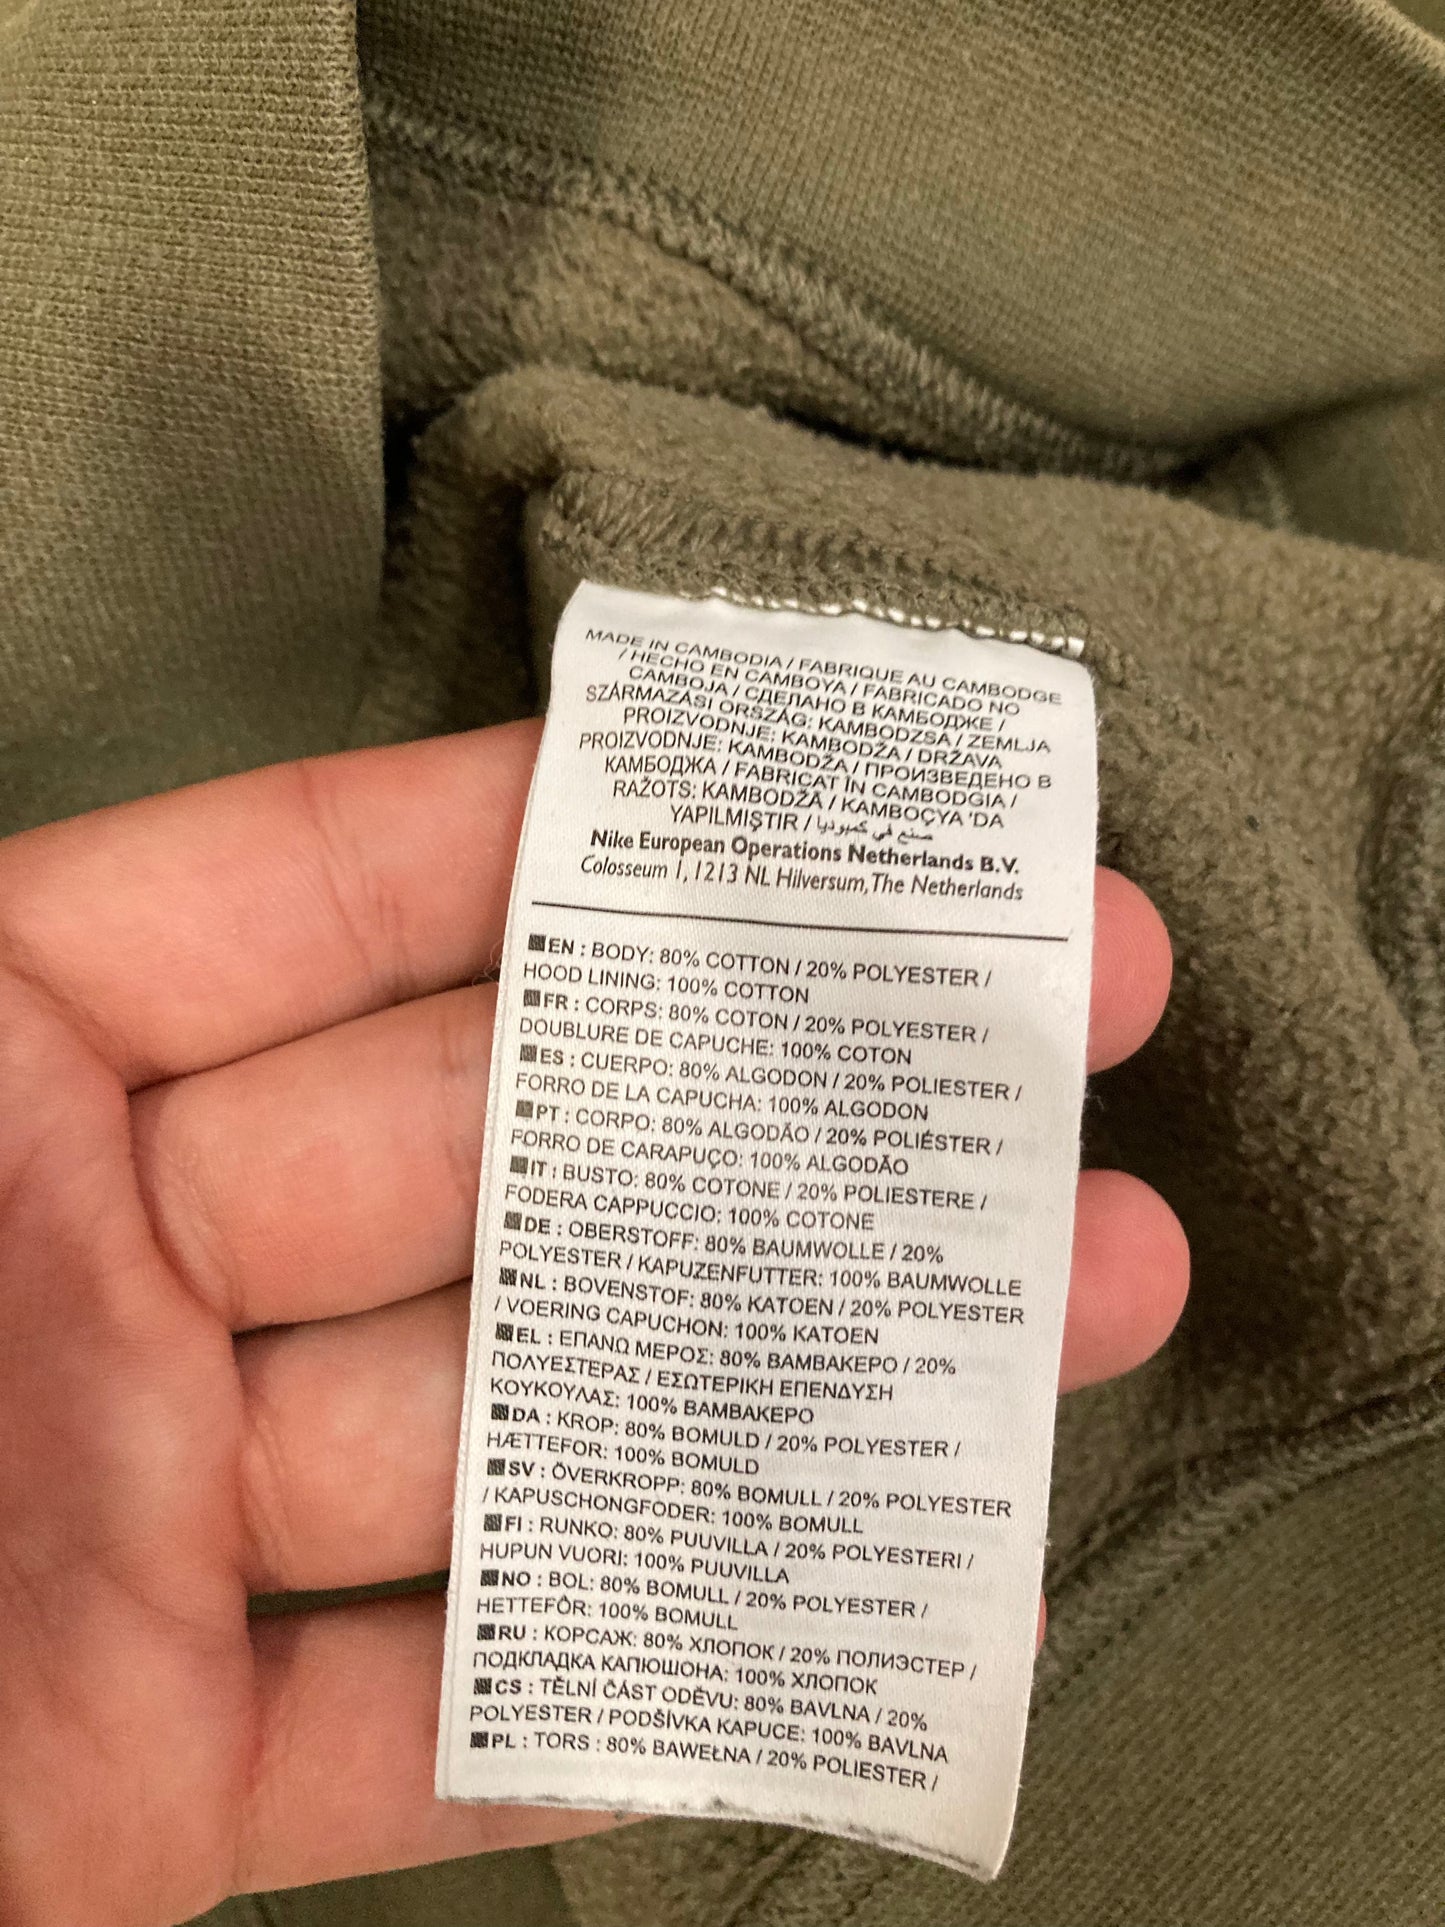 MADE IN CAMBODIA / FABRIQUE AU CAMBODGE
/ HECHO EN CAMBOYA / FABRICADO NO
CAMBOJA / СДЕЛАНО В КАМБОДЖЕ /
SZÁRMAZÁSI ORSZÁG: KAMBODZSA / ZEMLJA
PROIZVODNJE: KAMBODŽA / DRŽAVA
PROIZVODNJE: KAMBODŽA / ПРОИЗВЕДЕНО В
КАМБОДЖА / FABRICAT ÎN CAMBODGIA /
RAŽOTS: KAMBODŽĀ / KAMBOÇYA 'DA
YAPILMIŞTIR / صنع في كمبوديا
Nike European Operations Netherlands B.V.
Colosseum 1, 1213 NL Hilversum, The Netherlands
EN : BODY: 80% COTTON / 20% POLYESTER /
HOOD LINING: 100% COTTON
FR : CORPS: 80% COTON / 20% POLYESTER /
DOUBLURE DE CAPUCHE: 100% COTON
ES : CUERPO: 80% ALGODON / 20% POLIESTER /
FORRO DE LA CAPUCHA: 100% ALGODON
PT : CORPO: 80% ALGODÃO / 20% POLIÉSTER /
FORRO DE CARAPUÇO: 100% ALGODÃO
IT : BUSTO: 80% COTONE / 20% POLIESTERE /
FODERA CAPPUCCIO: 100% COTONE
DE : OBERSTOFF: 80% BAUMWOLLE / 20%
POLYESTER / KAPUZENFUTTER: 100% BAUMWOLLE
NL : BOVENSTOF: 80% KATOEN / 20% POLYESTER
/ VOERING CAPUCHON: 100% KATOEN
EL : ΕΠΑΝΩ ΜΕΡΟΣ: 80% ΒΑΜΒΑΚΕΡΟ / 20%
ΠΟΛΥΕΣΤΕΡΑΣ / ΕΣΩΤΕΡΙΚΗ ΕΠΕΝΔΥΣΗ
ΚΟΥΚΟΥΛΑΣ: 100% ΒΑΜΒΑΚΕΡΟ
DA : KROP: 80% BOMULD / 20% POLYESTER /
HÆTTEFOR: 100% BOMULD
SV : ÖVERKROPP: 80% BOMULL / 20% POLYESTER
/ KAPUSCHONGFODER: 100% BOMULL
FI : RUNKO: 80% PUUVILLA / 20% POLYESTERI /
HUPUN VUORI: 100% PUUVILLA
NO : BOL: 80% BOMULL / 20% POLYESTER /
HETTEFÔR: 100% BOMULL
RU : КОРСАЖ: 80% ХЛОПОК / 20% ПОЛИЭСТЕР /
ПОДКЛАДКА КАПЮШОНА: 100% ХЛОПОК
CS : TĚLNÍ ČÁST ODĚVU: 80% BAVLNA / 20%
POLYESTER / PODŠÍVKA KAPUCE: 100% BAVLNA
PL : TORS : 80% BAWEŁNA / 20% POLIESTER /